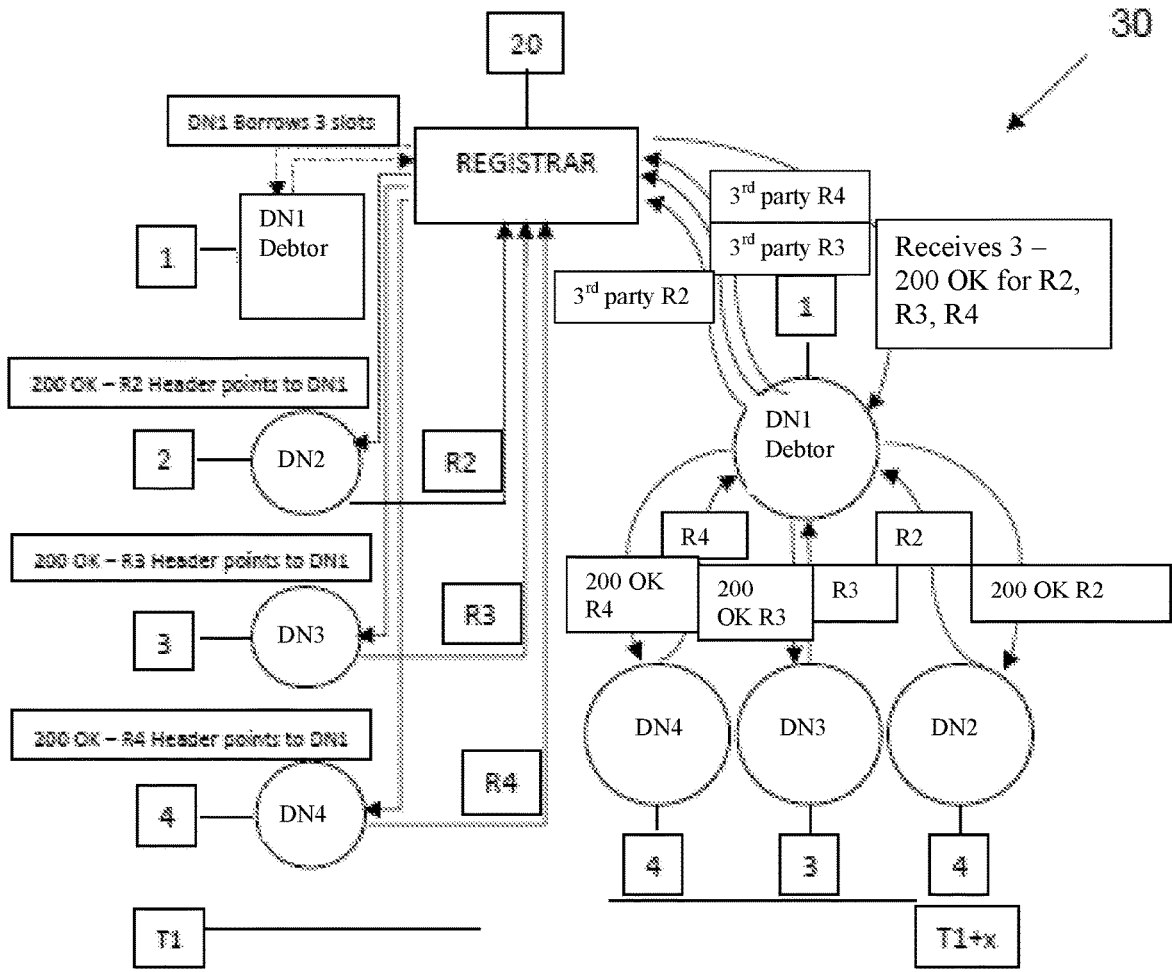 30
20
DN1 Borrows 3 slots
REGISTRAR
DN1
Debtor
1
3rd party R4
3rd party R3
3rd party R2
Receives 3 –
200 OK for R2,
R3, R4
1
200 OK – R2 Header points to DN1
2
DN2
R2
DN1
Debtor
200 OK – R3 Header points to DN1
3
DN3
R3
R4
R2
200 OK
R4
200
OK R3
R3
200 OK R2
200 OK – R4 Header points to DN1
4
DN4
R4
DN4
DN3
DN2
4
3
4
T1
T1+x